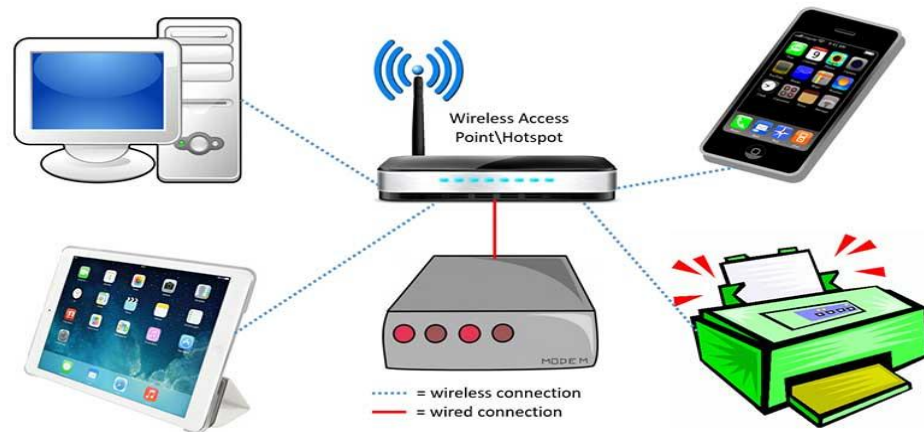 Wireless Access
Point\Hotspot
MODEM
= wireless connection
= wired connection